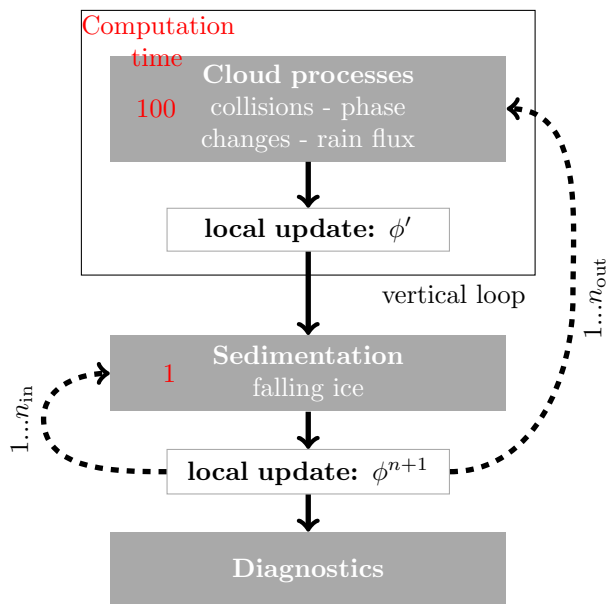 Computation
time
Cloud processes
100
collisions - phase
changes - rain flux
local update: ϕ′
vertical loop
1...n_out
Sedimentation
1
falling ice
1...n_in
local update: ϕⁿ⁺¹
Diagnostics